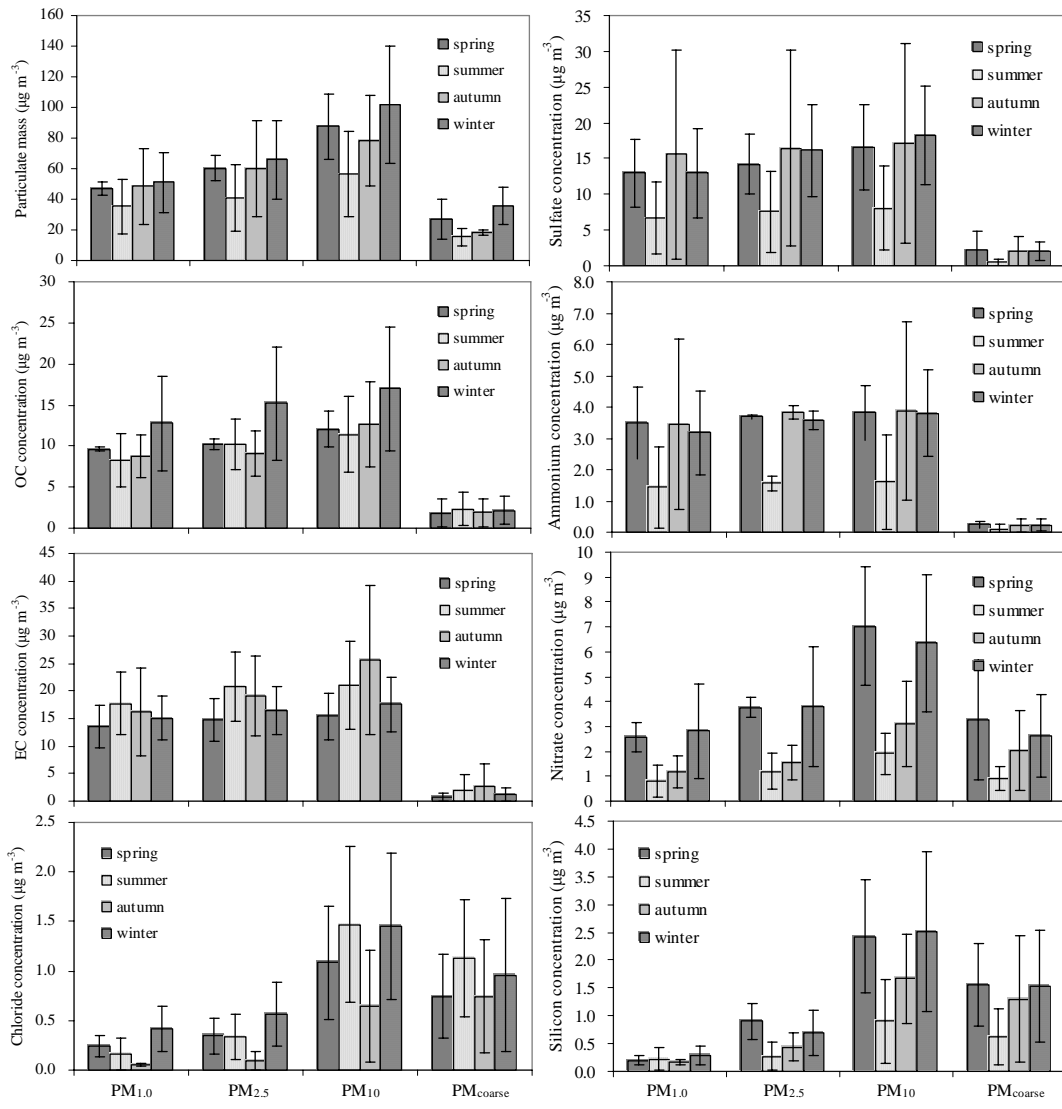 Particulate mass (μg m-3)
160
140
120
100
80
60
40
20
0
spring
summer
autumn
winter
Sulfate concentration (μg m-3)
35
30
25
20
15
10
5
0
spring
summer
autumn
winter
OC concentration (μg m-3)
30
25
20
15
10
5
0
spring
summer
autumn
winter
Ammonium concentration (μg m-3)
8.0
7.0
6.0
5.0
4.0
3.0
2.0
1.0
0.0
spring
summer
autumn
winter
EC concentration (μg m-3)
45
40
35
30
25
20
15
10
5
0
spring
summer
autumn
winter
Nitrate concentration (μg m-3)
10
9
8
7
6
5
4
3
2
1
0
spring
summer
autumn
winter
Chloride concentration (μg m-3)
2.5
2.0
1.5
1.0
0.5
0.0
spring
summer
autumn
winter
PM1.0 PM2.5 PM10 PMcoarse
Silicon concentration (μg m-3)
4.5
4.0
3.5
3.0
2.5
2.0
1.5
1.0
0.5
0.0
spring
summer
autumn
winter
PM1.0 PM2.5 PM10 PMcoarse